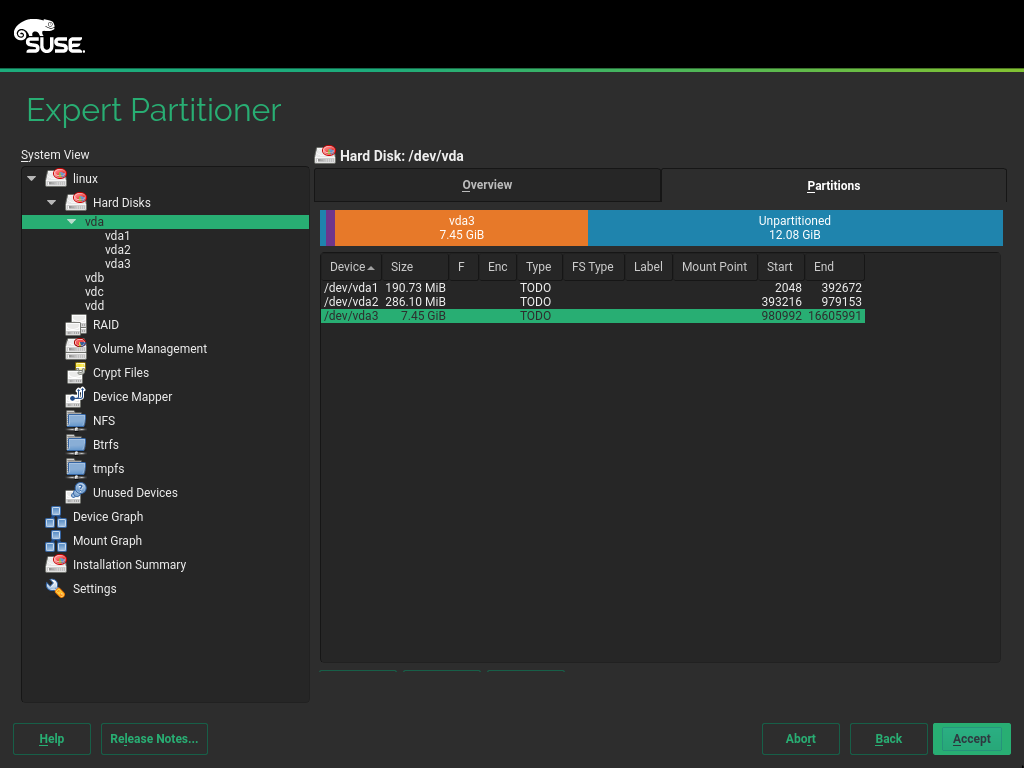 SUSE.
Expert Partitioner
System View
linux
Hard Disks
vda
vda1
vda2
vda3
vdb
vdc
vdd
RAID
Volume Management
Crypt Files
Device Mapper
NFS
Btrfs
tmpfs
Unused Devices
Device Graph
Mount Graph
Installation Summary
Settings
Hard Disk: /dev/vda
Overview Partitions
vda3 Unpartitioned
7.45 GiB 12.08 GiB
Device Size F Enc Type FS Type Label Mount Point Start End
/dev/vda1 190.73 MiB TODO 2048 392672
/dev/vda2 286.10 MiB TODO 393216 979153
/dev/vda3 7.45 GiB TODO 980992 16605991
Help Release Notes... Abort Back Accept